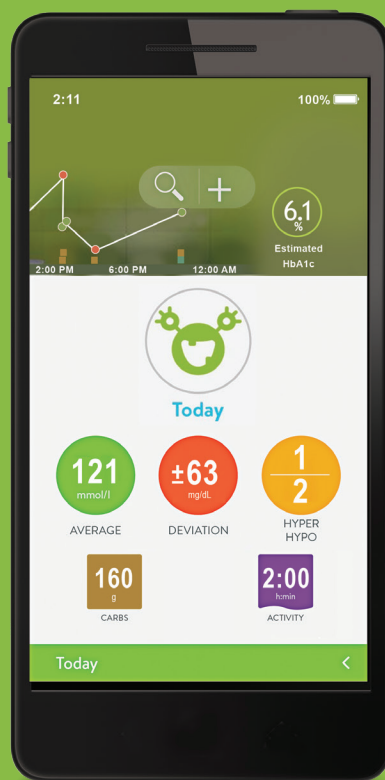 2:11 100%
6.1
%
Estimated
HbA1c
2:00 PM 6:00 PM 12:00 AM
Today
121
mmol/l
AVERAGE
±63
mg/dL
DEVIATION
1
2
HYPER
HYPO
160
g
CARBS
2:00
h:min
ACTIVITY
Today